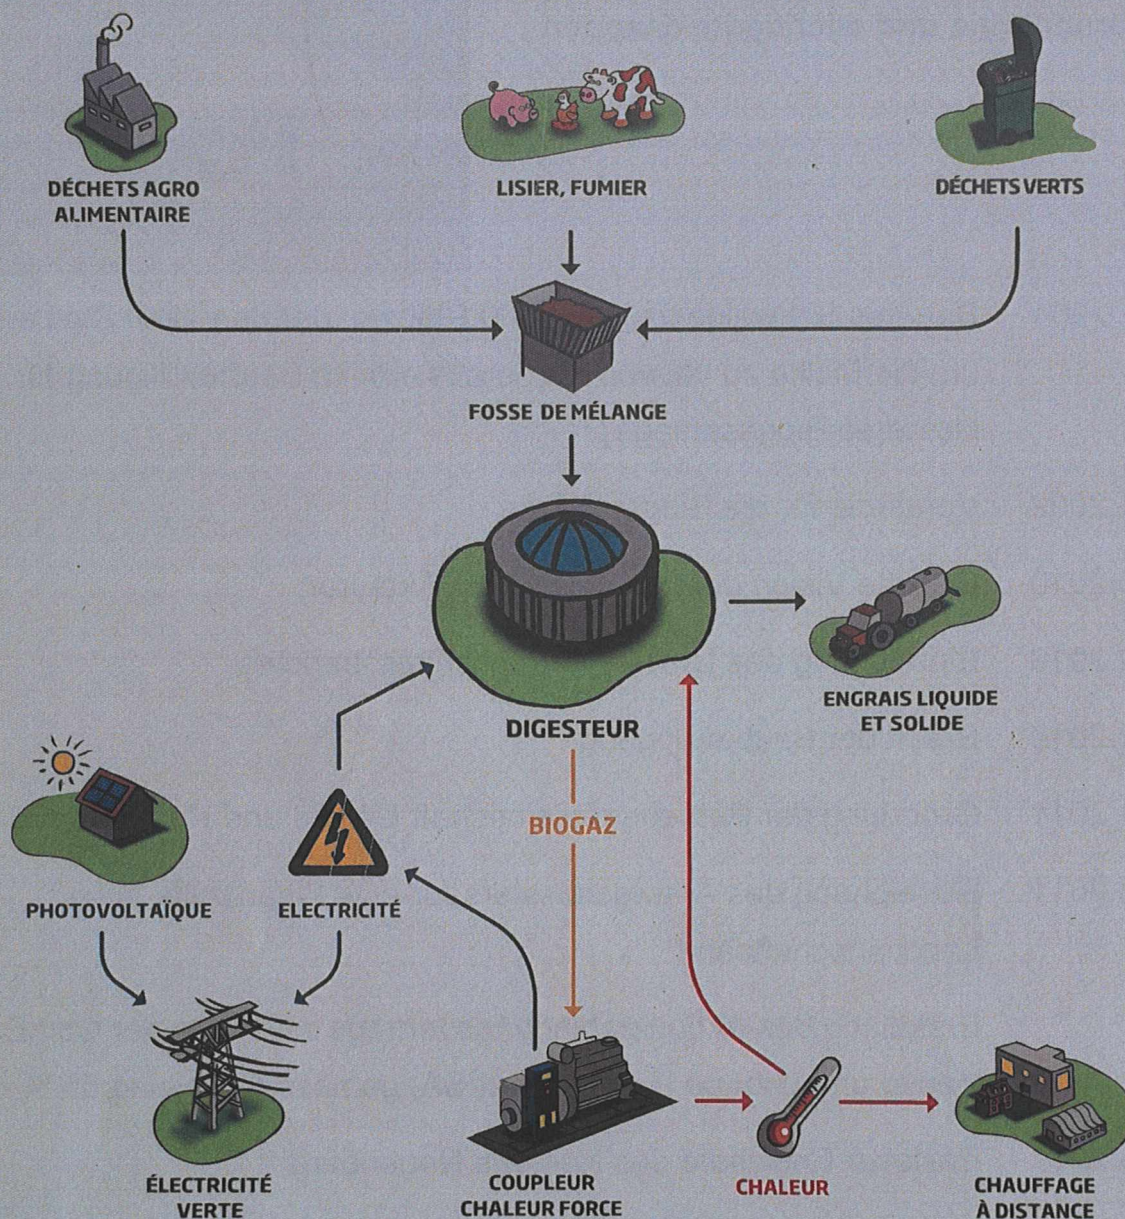 DÉCHETS AGRO
ALIMENTAIRE
LISIER, FUMIER
DÉCHETS VERTS
FOSSE DE MÉLANGE
DIGESTEUR
ENGRAIS LIQUIDE
ET SOLIDE
BIOGAZ
PHOTOVOLTAÏQUE
ELECTRICITÉ
ÉLECTRICITÉ
VERTE
COUPLEUR
CHALEUR FORCE
CHALEUR
CHAUFFAGE
À DISTANCE